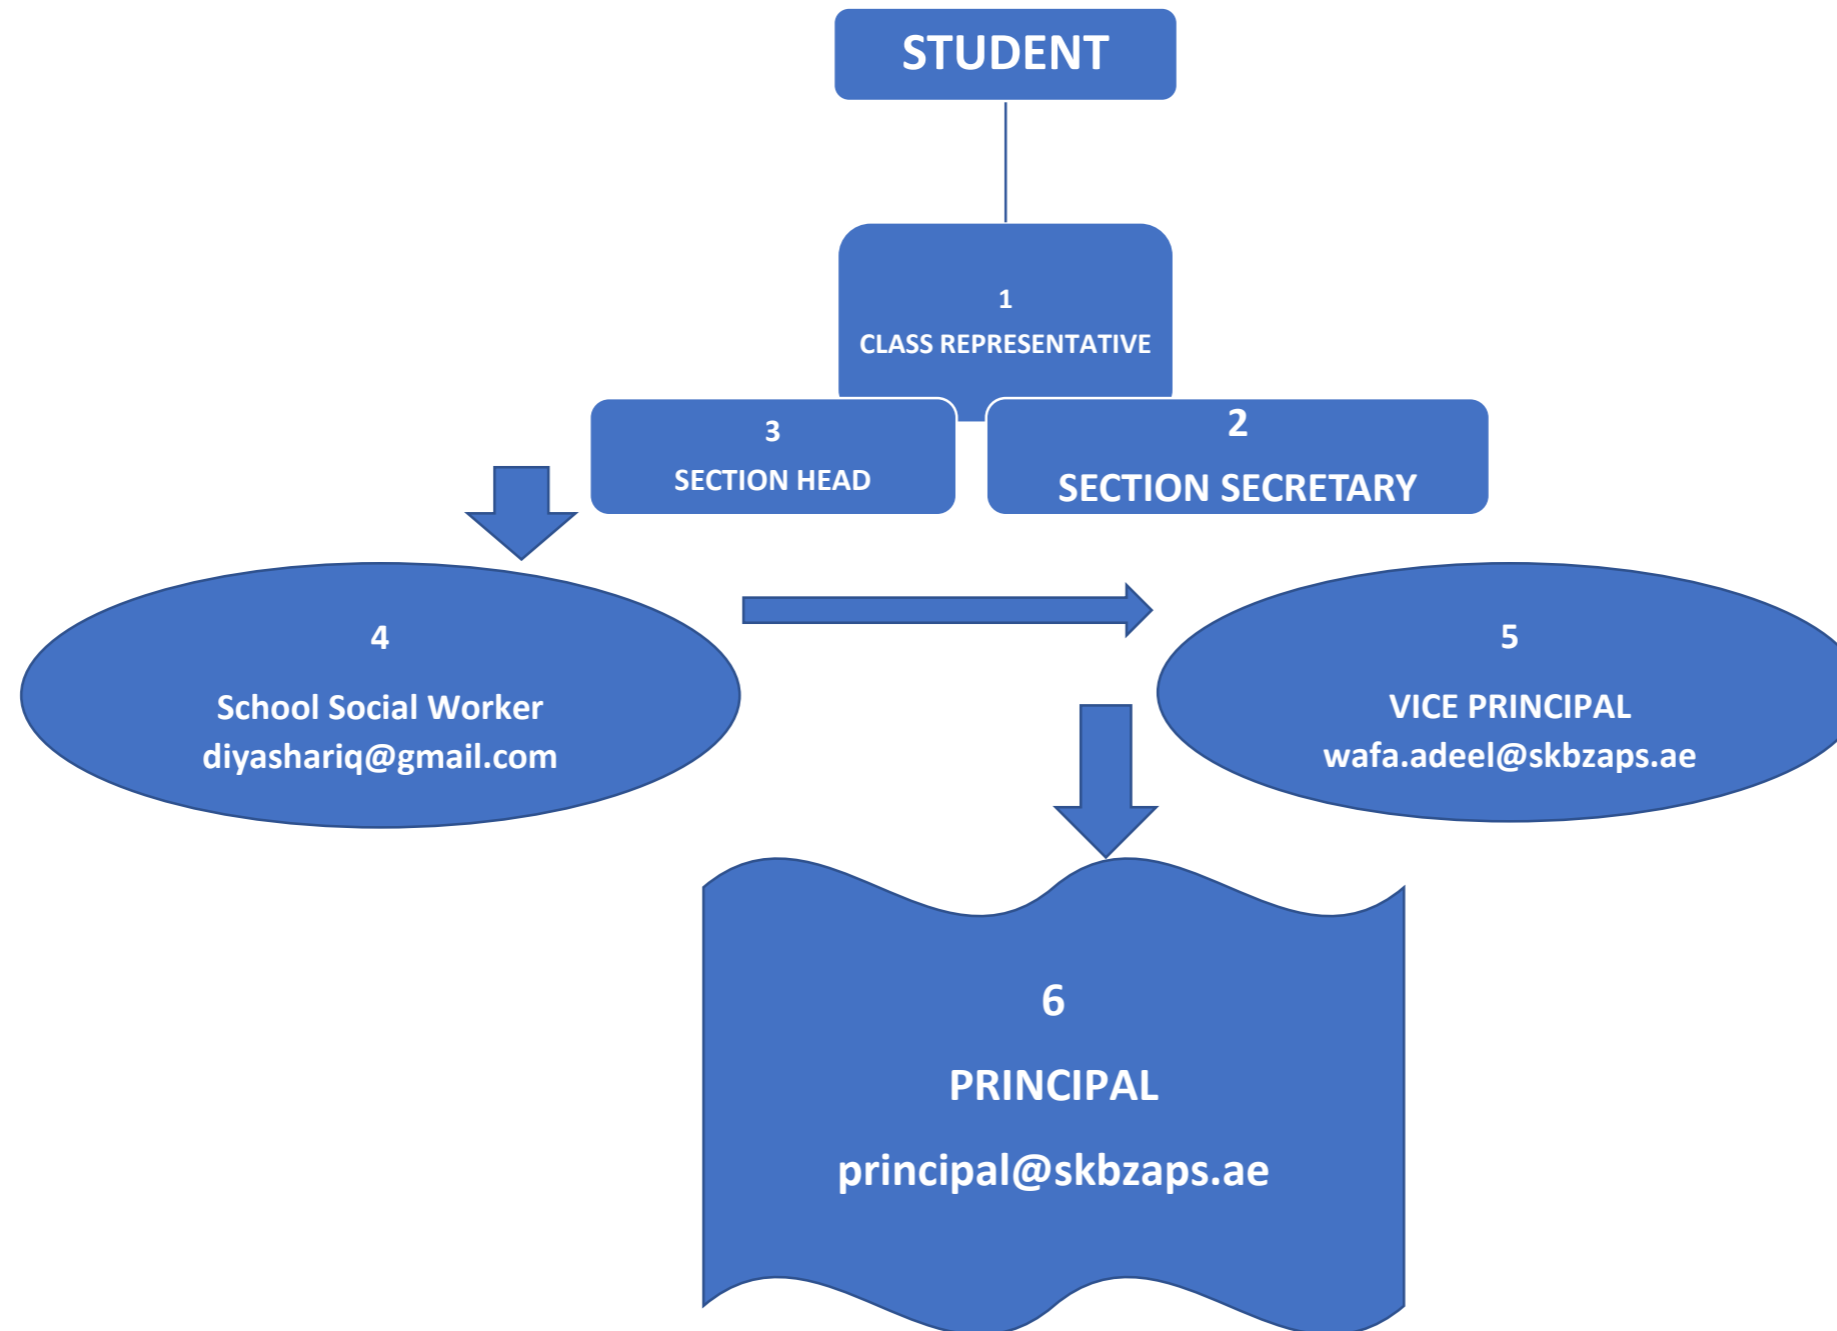 STUDENT
1
CLASS REPRESENTATIVE
3
SECTION HEAD
2
SECTION SECRETARY
4
School Social Worker
diyashariq@gmail.com
5
VICE PRINCIPAL
wafa.adeel@skbzaps.ae
6
PRINCIPAL
principal@skbzaps.ae